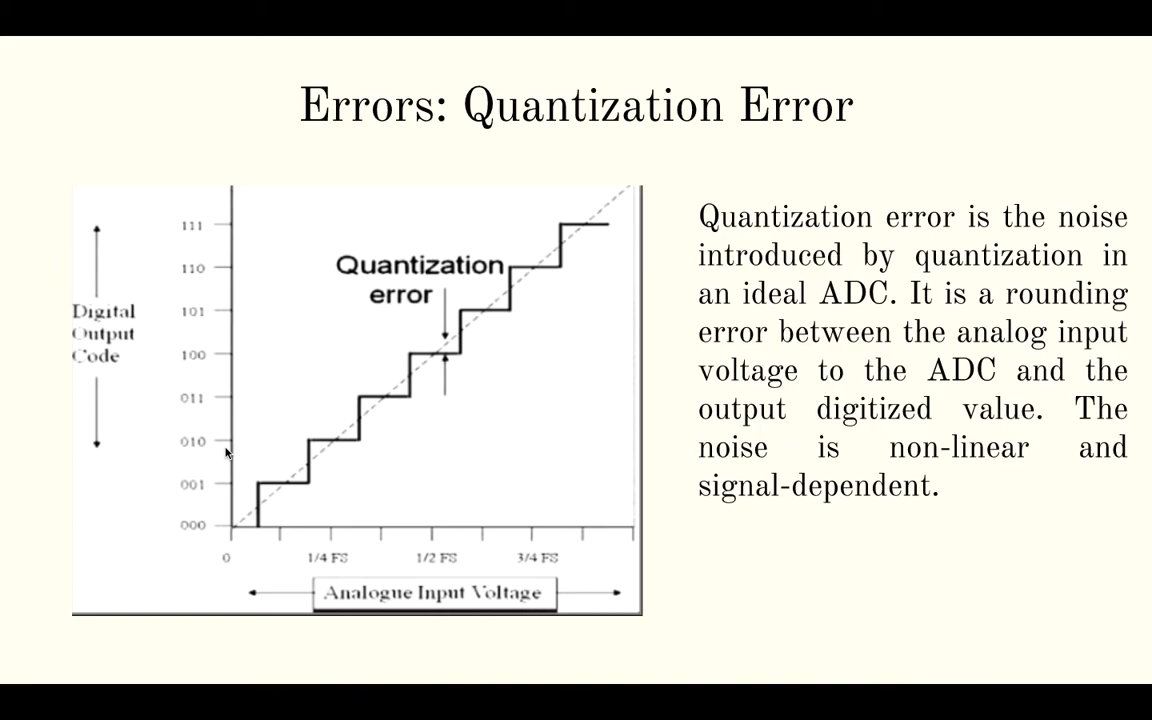 Errors: Quantization Error
111
110
101
100
011
010
001
000
Digital
Output
Code
Quantization
error
0
1/4 FS
1/2 FS
3/4 FS
Analogue Input Voltage
Quantization error is the noise
introduced by quantization in
an ideal ADC. It is a rounding
error between the analog input
voltage to the ADC and the
output digitized value. The
noise is non-linear and
signal-dependent.